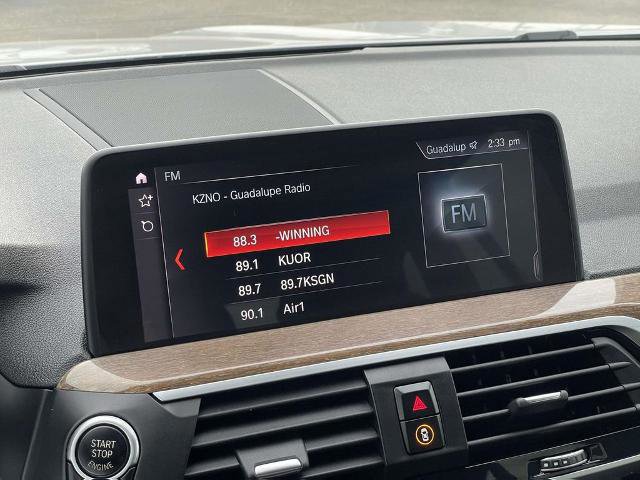 Guadalup 2:33 pm
FM
KZNO - Guadalupe Radio
88.3 -WINNING
89.1 KUOR
89.7 89.7KSGN
90.1 Air1
FM
START
STOP
ENGINE